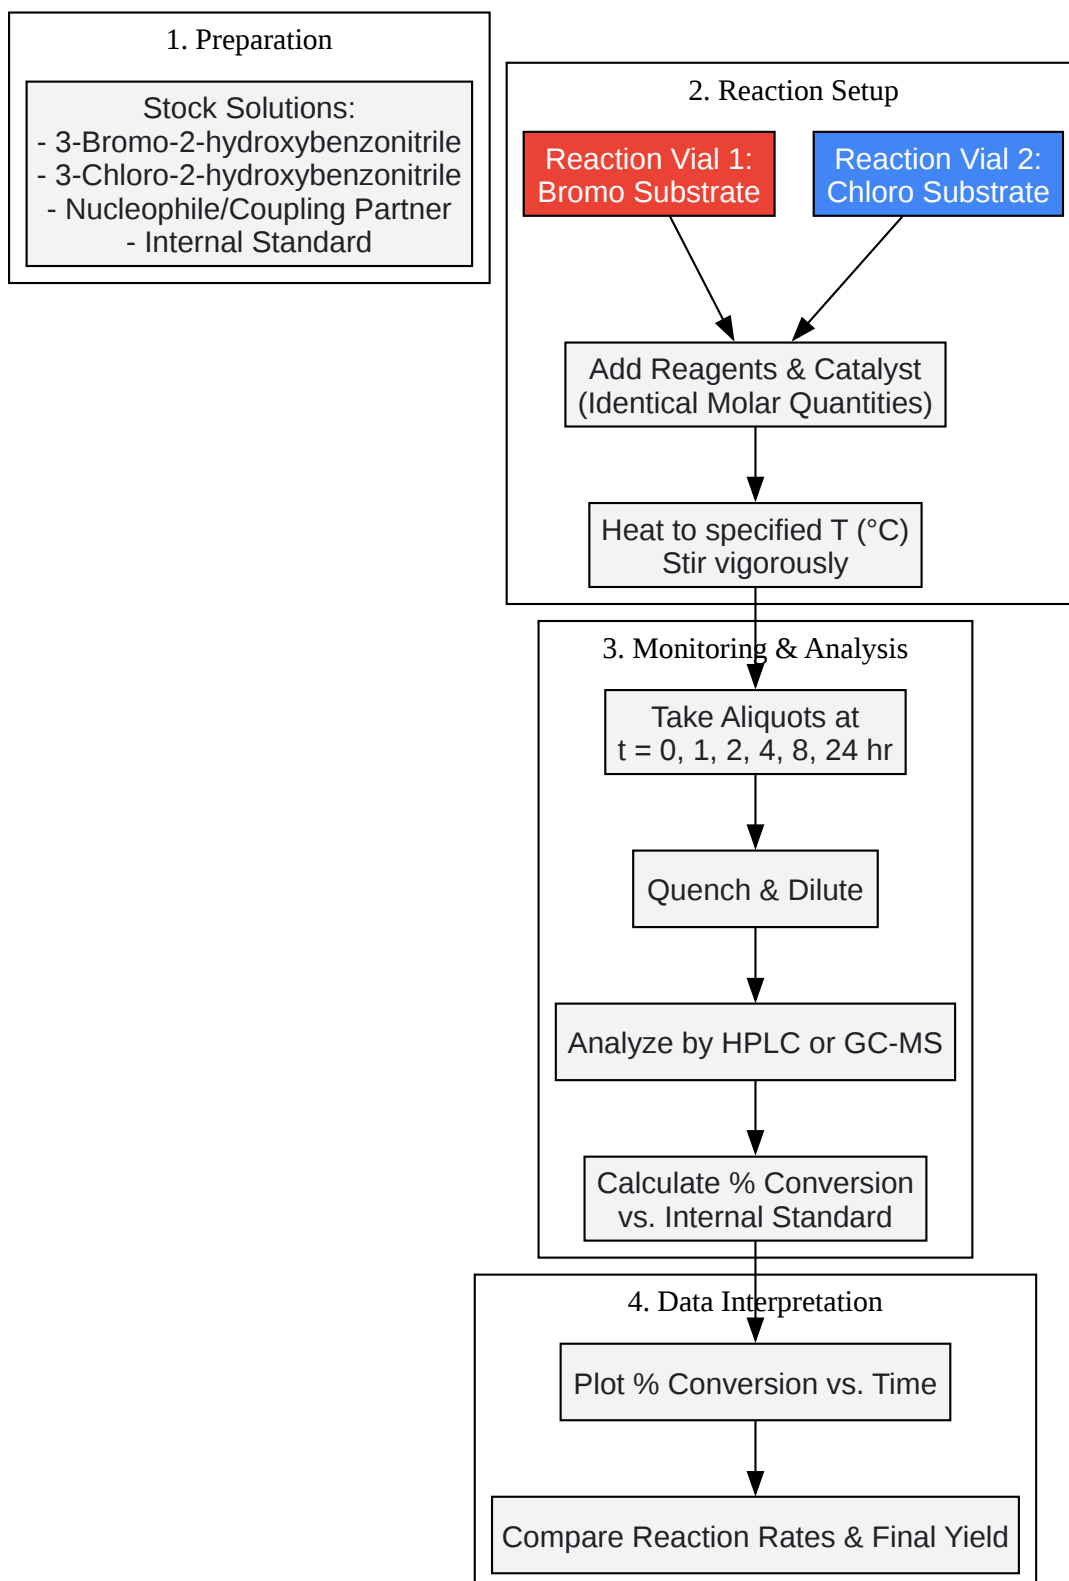 1. Preparation
Stock Solutions:
- 3-Bromo-2-hydroxybenzonitrile
- 3-Chloro-2-hydroxybenzonitrile
- Nucleophile/Coupling Partner
- Internal Standard
2. Reaction Setup
Reaction Vial 1:
Bromo Substrate
Reaction Vial 2:
Chloro Substrate
Add Reagents & Catalyst
(Identical Molar Quantities)
Heat to specified T (°C)
Stir vigorously
3. Monitoring & Analysis
Take Aliquots at
t = 0, 1, 2, 4, 8, 24 hr
Quench & Dilute
Analyze by HPLC or GC-MS
Calculate % Conversion
vs. Internal Standard
4. Data Interpretation
Plot % Conversion vs. Time
Compare Reaction Rates & Final Yield